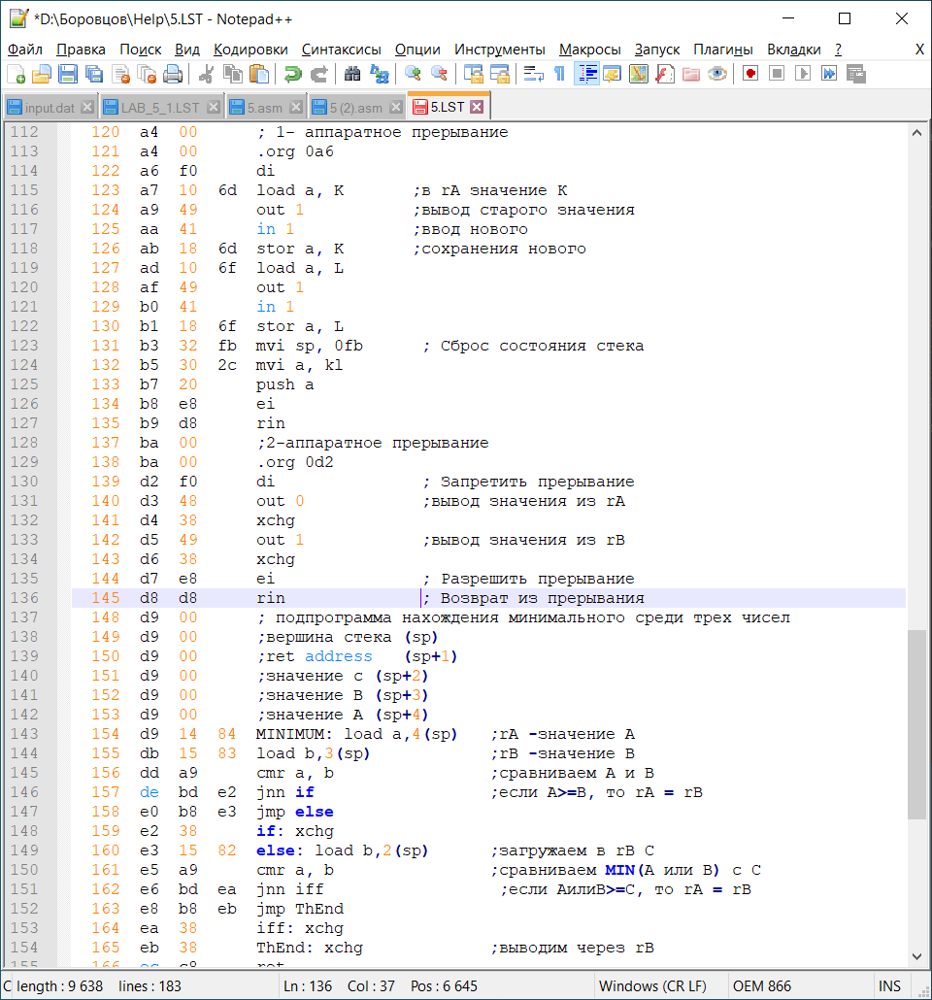 *D:\Боровцов\Help\5.LST - Notepad++
Файл Правка Поиск Вид Кодировки Синтаксисы Опции Инструменты Макросы Запуск Плагины Вкладки ? X
input.dat LAB_5_1.LST 5.asm 5 (2).asm 5.LST
112 120 a4 00 ; 1- аппаратное прерывание
113 121 a4 00 .org 0a6
114 122 a6 f0 di
115 123 a7 10 6d load a, K ;в rA значение K
116 124 a9 49 out 1 ;вывод старого значения
117 125 aa 41 in 1 ;ввод нового
118 126 ab 18 6d stor a, K ;сохранения нового
119 127 ad 10 6f load a, L
120 128 af 49 out 1
121 129 b0 41 in 1
122 130 b1 18 6f stor a, L
123 131 b3 32 fb mvi sp, 0fb ; Сброс состояния стека
124 132 b5 30 2c mvi a, kl
125 133 b7 20 push a
126 134 b8 e8 ei
127 135 b9 d8 rin
128 137 ba 00 ;2-аппаратное прерывание
129 138 ba 00 .org 0d2
130 139 d2 f0 di ; Запретить прерывание
131 140 d3 48 out 0 ;вывод значения из rA
132 141 d4 38 xchg
133 142 d5 49 out 1 ;вывод значения из rB
134 143 d6 38 xchg
135 144 d7 e8 ei ; Разрешить прерывание
136 145 d8 d8 rin ; Возврат из прерывания
137 148 d9 00 ; подпрограмма нахождения минимального среди трех чисел
138 149 d9 00 ;вершина стека (sp)
139 150 d9 00 ;ret address (sp+1)
140 151 d9 00 ;значение c (sp+2)
141 152 d9 00 ;значение B (sp+3)
142 153 d9 00 ;значение A (sp+4)
143 154 d9 14 84 MINIMUM: load a,4(sp) ;rA -значение A
144 155 db 15 83 load b,3(sp) ;rB -значение B
145 156 dd a9 cmr a, b ;сравниваем A и B
146 157 de bd e2 jnn if ;если A>=B, то rA = rB
147 158 e0 b8 e3 jmp else
148 159 e2 38 if: xchg
149 160 e3 15 82 else: load b,2(sp) ;загружаем в rB C
150 161 e5 a9 cmr a, b ;сравниваем MIN(A или B) с C
151 162 e6 bd ea jnn iff ;если AилиB>=C, то rA = rB
152 163 e8 b8 eb jmp ThEnd
153 164 ea 38 iff: xchg
154 165 eb 38 ThEnd: xchg ;выводим через rB
155 166 ec c8 ret
C length : 9 638 lines : 183 Ln : 136 Col : 37 Pos : 6 645 Windows (CR LF) OEM 866 INS